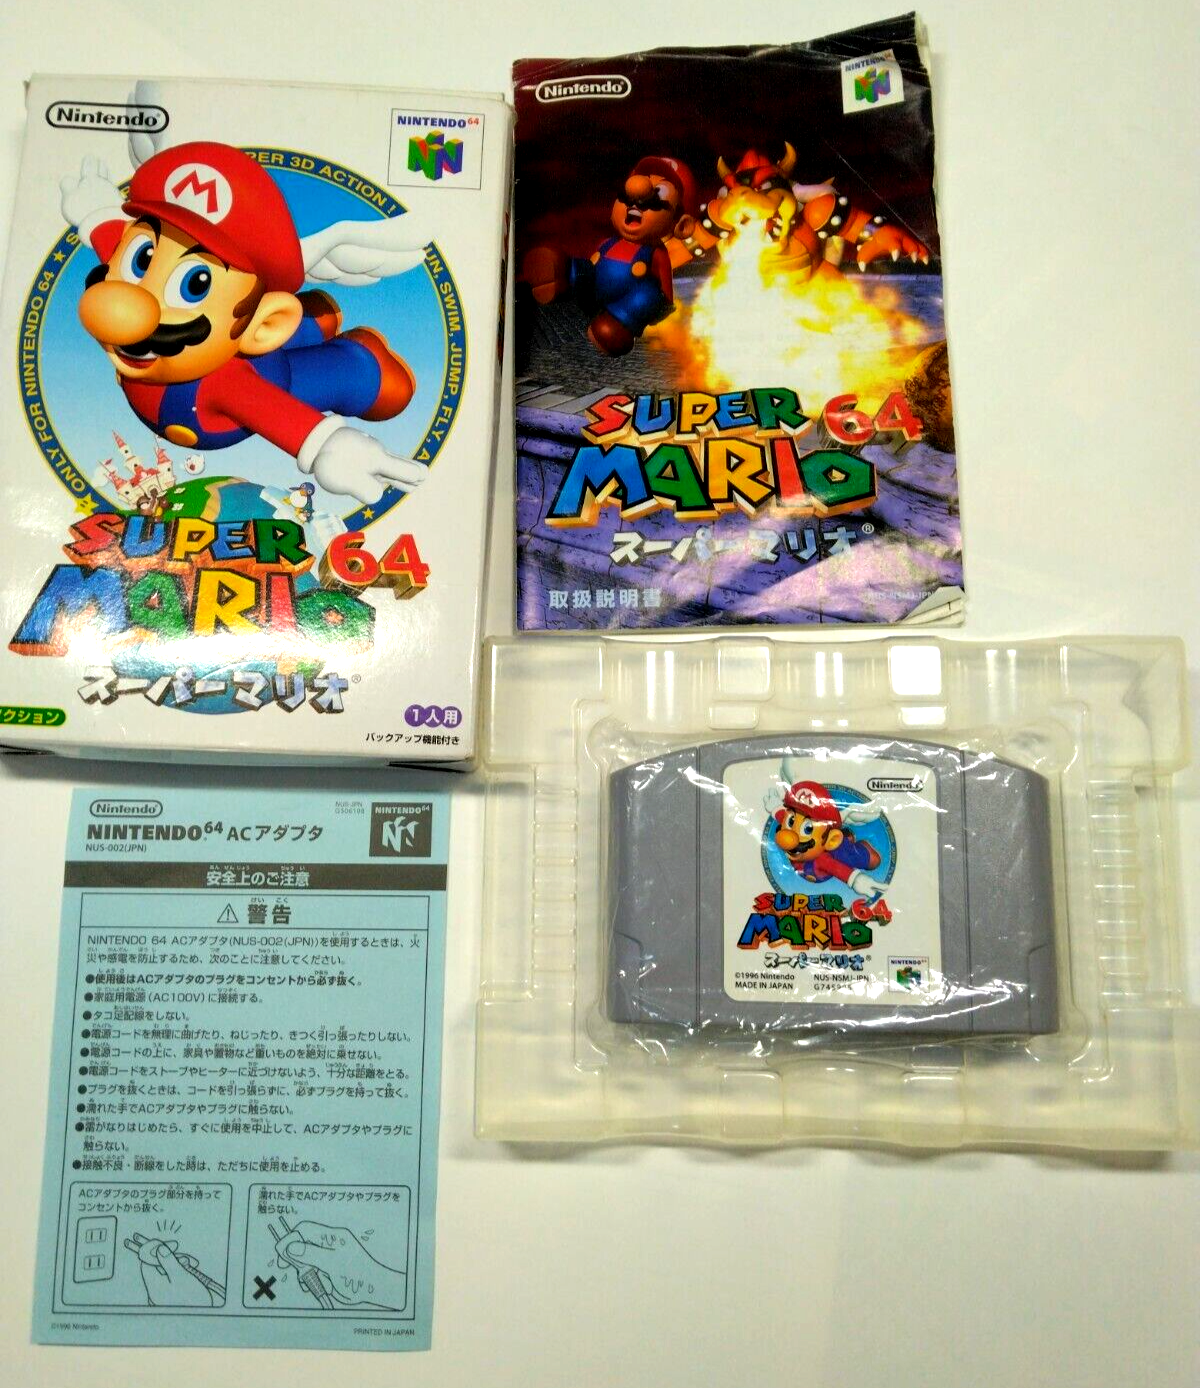 Nintendo
NINTENDO64
PER 3D ACTION!
UN, SWIM, JUMP, FLY, A
★ONLY FOR NINTENDO 64★
SUPER
MARIO 64
スーパーマリオ®
クション
1人用
バックアップ機能付き
Nintendo
NINTENDO64
SUPER
MARIO 64
スーパーマリオ®
取扱説明書
NUS-NSMJ-JPN
Nintendo
NUS-JPN
NINTENDO64 ACアダプタ
NUS-002(JPN)
NINTENDO64
安全上のご注意
⚠警告
NINTENDO 64 ACアダプタ(NUS-002(JPN))を使用するときは、火
災や感電を防止するため、次のことに注意してください。
●使用後はACアダプタのプラグをコンセントから必ず抜く。
●家庭用電源(AC100V)に接続する。
●タコ足配線をしない。
●電源コードを無理に曲げたり、ねじったり、きつく引っ張ったりしない。
●電源コードの上に、家具や置物など重いものを絶対に乗せない。
●電源コードをストーブやヒーターに近づけないよう、十分な距離をとる。
●プラグを抜くときは、コードを引っ張らずに、必ずプラグを持って抜く。
●濡れた手でACアダプタやプラグに触らない。
●雷がなりはじめたら、すぐに使用を中止して、ACアダプタやプラグに
触らない。
●接触不良・断線をした時は、ただちに使用を止める。
ACアダプタのプラグ部分を持って
コンセントから抜く。
濡れた手でACアダプタやプラグを
触らない。
©1996 Nintendo
PRINTED IN JAPAN
Nintendo
SUPER
MARIO 64
スーパーマリオ®
©1996 Nintendo
MADE IN JAPAN
NUS-NSMJ-JPN
NINTENDO64